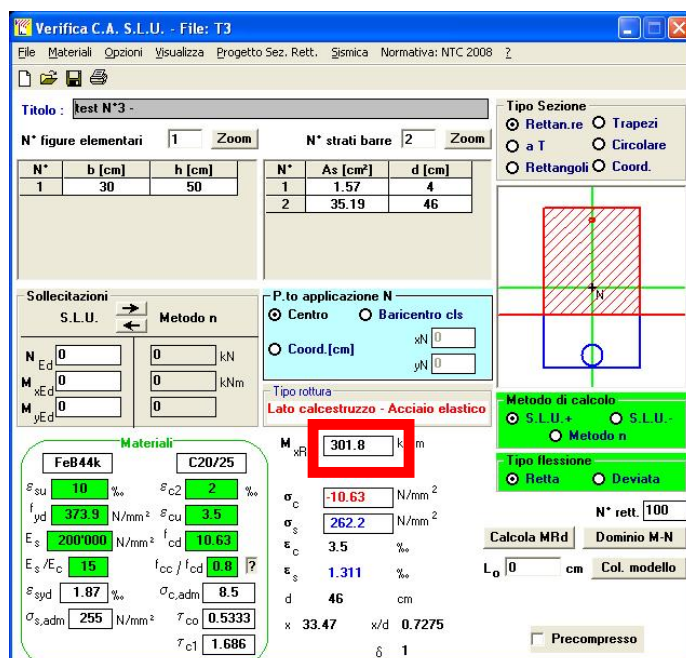 Verifica C.A. S.L.U. - File: T3
File Materiali Opzioni Visualizza Progetto Sez. Rett. Sismica Normativa: NTC 2008 ?
Titolo : test N°3 -
N° figure elementari 1 Zoom
N° strati barre 2 Zoom
N° b [cm] h [cm]
1 30 50
N° As [cm²] d [cm]
1 1.57 4
2 35.19 46
Tipo Sezione
Rettan.re Trapezi
a T Circolare
Rettangoli Coord.
N
Sollecitazioni
S.L.U. Metodo n
N Ed 0 0 kN
M xEd 0 0 kNm
M yEd 0 0
P.to applicazione N
Centro Baricentro cls
Coord.[cm]
xN 0
yN 0
Tipo rottura
Lato calcestruzzo - Acciaio elastico
Metodo di calcolo
S.L.U.+ S.L.U.-
Metodo n
Tipo flessione
Retta Deviata
Materiali
FeB44k C20/25
εsu 10 ‰ εc2 2 ‰
fyd 373.9 N/mm² εcu 3.5
Es 200'000 N/mm² fcd 10.63
Es/Ec 15 fcc / fcd 0.8 ?
εsyd 1.87 ‰ σc,adm 8.5
σs,adm 255 N/mm² τco 0.5333
τc1 1.686
M xR 301.8
σc -10.63 N/mm²
σs 262.2 N/mm²
εc 3.5 ‰
εs 1.311 ‰
d 46 cm
x 33.47 x/d 0.7275
δ 1
N° rett. 100
Calcola MRd Dominio M-N
Lo 0 cm Col. modello
Precompresso